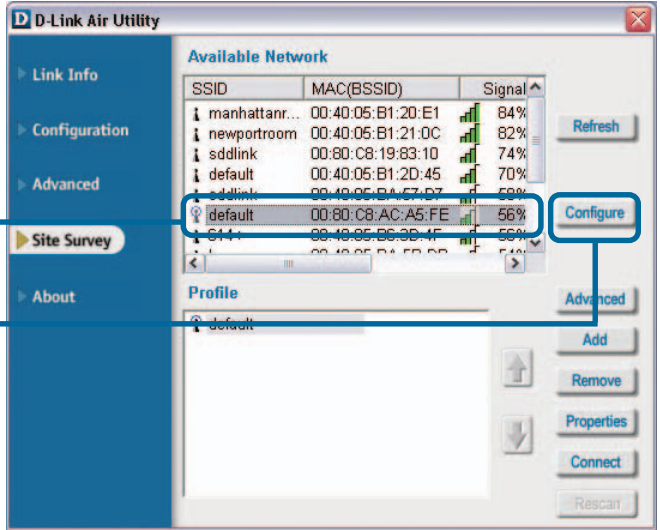 D-Link Air Utility
Link Info
Configuration
Advanced
Site Survey
About
Available Network
SSID MAC(BSSID) Signal
manhattanr... 00:40:05:B1:20:E1 84%
newportroom 00:40:05:B1:21:0C 82%
sddlink 00:80:C8:19:83:10 74%
default 00:40:05:B1:2D:45 70%
sddlink 58%
default 00:80:C8:AC:A5:FE 56%
Refresh
Configure
Profile
default
Advanced
Add
Remove
Properties
Connect
Rescan